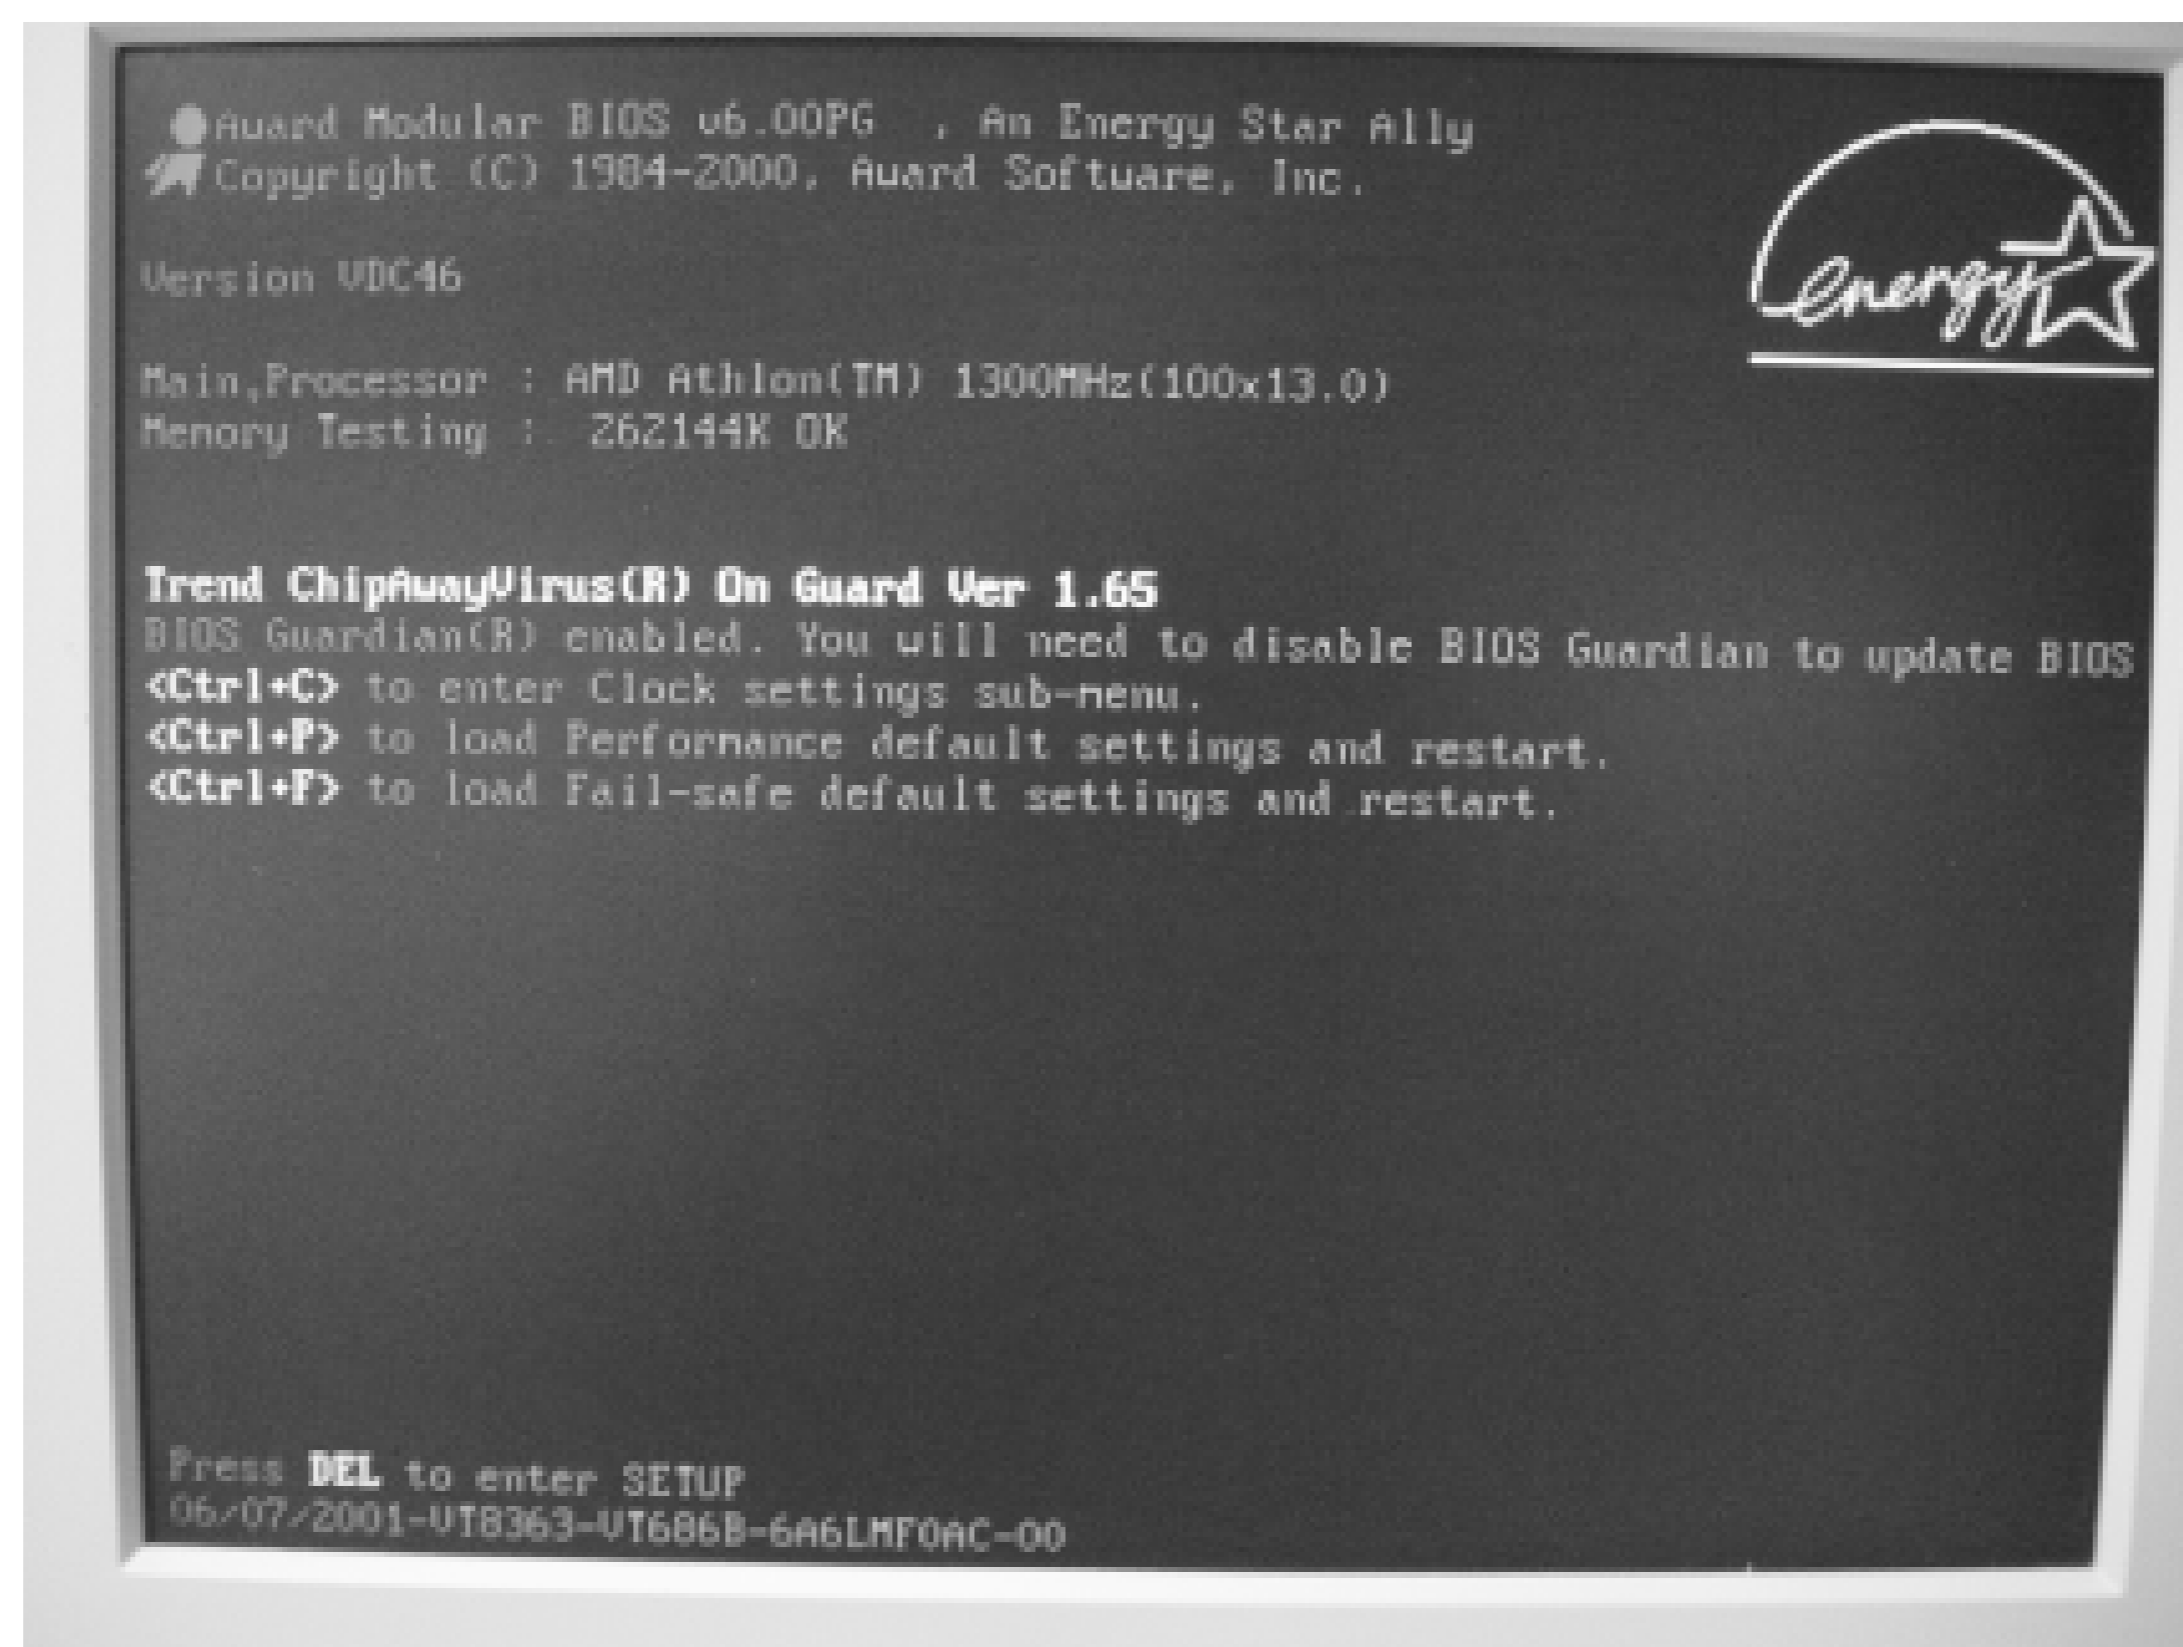 Award Modular BIOS v6.00PG , An Energy Star Ally
Copyright (C) 1984-2000, Award Software, Inc.
energy
Version VDC46
Main Processor : AMD Athlon(TM) 1300MHz(100x13.0)
Memory Testing : 262144K OK
Trend ChipAwayVirus(R) On Guard Ver 1.65
BIOS Guardian(R) enabled. You will need to disable BIOS Guardian to update BIOS
<Ctrl+C> to enter Clock settings sub-menu.
<Ctrl+P> to load Performance default settings and restart.
<Ctrl+F> to load Fail-safe default settings and restart.
Press DEL to enter SETUP
06/07/2001-VT8363-VT686B-6A6LMF0AC-00